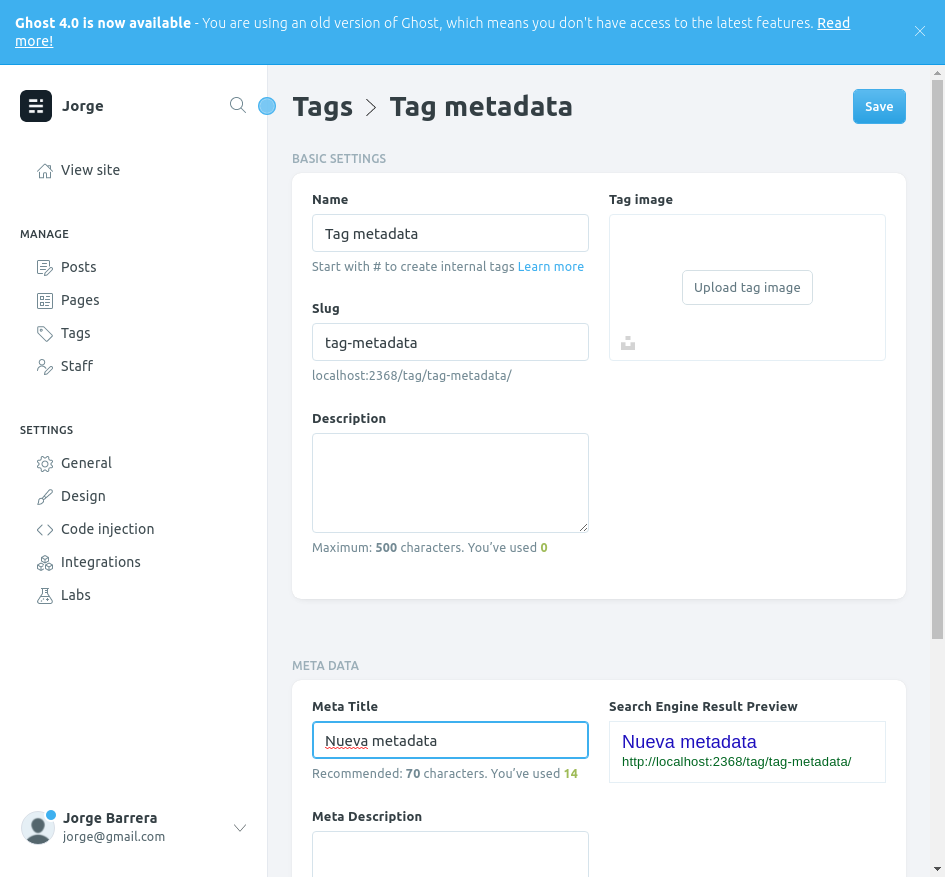 Ghost 4.0 is now available - You are using an old version of Ghost, which means you don't have access to the latest features. Read
more!
Jorge
View site
MANAGE
Posts
Pages
Tags
Staff
SETTINGS
General
Design
Code injection
Integrations
Labs
Jorge Barrera
jorge@gmail.com
Tags > Tag metadata
Save
BASIC SETTINGS
Name
Tag metadata
Start with # to create internal tags Learn more
Slug
tag-metadata
localhost:2368/tag/tag-metadata/
Description
Maximum: 500 characters. You’ve used 0
Tag image
Upload tag image
META DATA
Meta Title
Nueva metadata
Recommended: 70 characters. You’ve used 14
Meta Description
Search Engine Result Preview
Nueva metadata
http://localhost:2368/tag/tag-metadata/